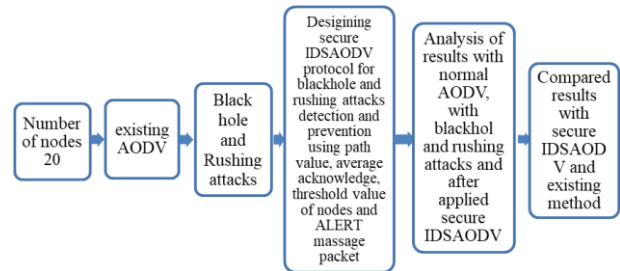 Number
of nodes
20
existing
AODV
Black
hole
and
Rushing
attacks
Desigining
secure
IDSAODV
protocol for
blackhole and
rushing attacks
detection and
prevention
using path
value, average
acknowledge,
threshold value
of nodes and
ALERT
massage
packet
Analysis of
results with
normal
AODV,
with
blackhol
and rushing
attacks and
after
applied
secure
IDSAODV
Compared
results
with
secure
IDSAOD
V and
existing
method